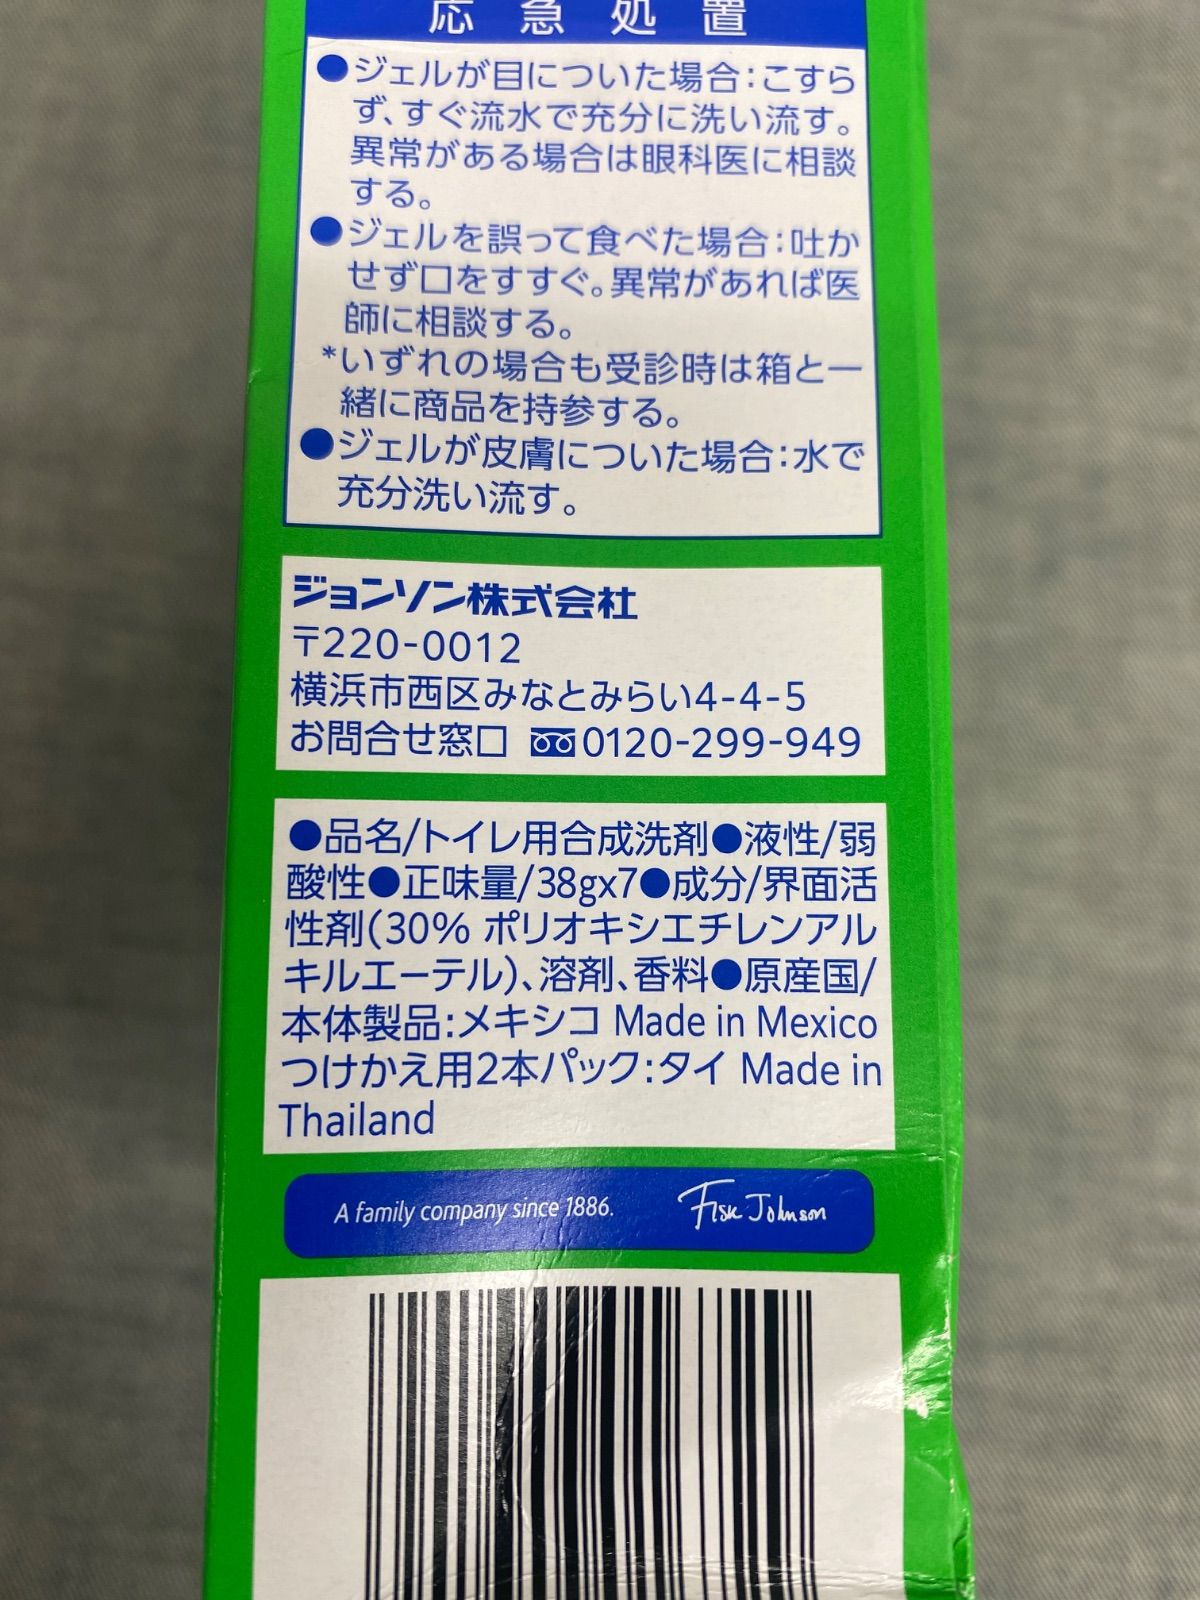 応急処置
●ジェルが目についた場合:こすら
ず、すぐ流水で充分に洗い流す。
異常がある場合は眼科医に相談
する。
●ジェルを誤って食べた場合:吐か
せず口をすすぐ。異常があれば医
師に相談する。
*いずれの場合も受診時は箱と一
緒に商品を持参する。
●ジェルが皮膚についた場合:水で
充分洗い流す。
ジョンソン株式会社
〒220-0012
横浜市西区みなとみらい4-4-5
お問合せ窓口 0120-299-949
●品名/トイレ用合成洗剤●液性/弱
酸性●正味量/38gx7●成分/界面活
性剤(30% ポリオキシエチレンアル
キルエーテル)、溶剤、香料●原産国/
本体製品:メキシコ Made in Mexico
つけかえ用2本パック:タイ Made in
Thailand
A family company since 1886. Fisk Johnson